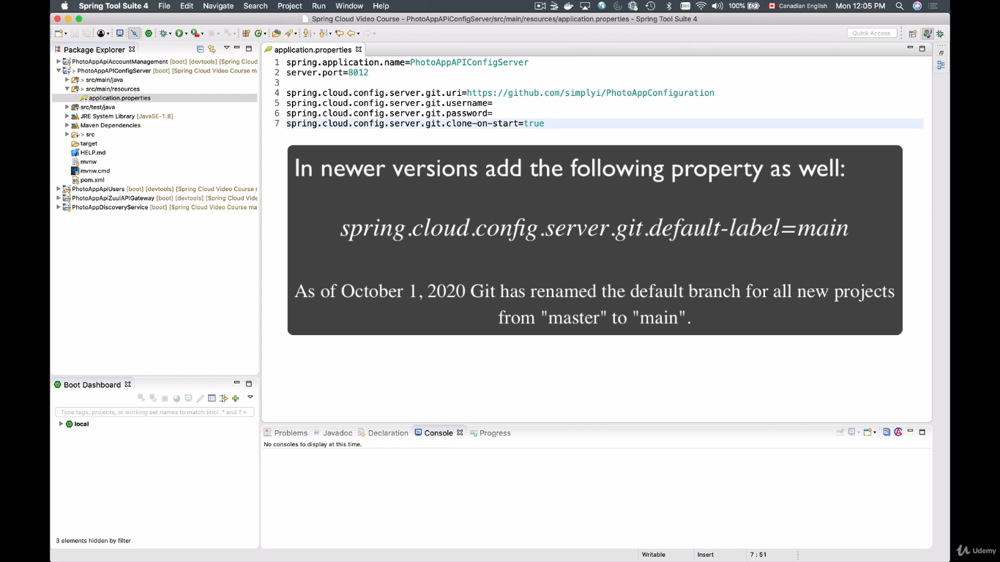 Spring Tool Suite 4 File Edit Navigate Search Project Run Window Help 100% Canadian English Mon 12:05 PM
Spring Cloud Video Course - PhotoAppAPIConfigServer/src/main/resources/application.properties - Spring Tool Suite 4
Quick Access
Package Explorer
PhotoAppApiAccountManagement [boot] [devtools] [Spring Cloud
> PhotoAppAPIConfigServer [boot] [Spring Cloud Video Course ma
> src/main/java
> src/main/resources
application.properties
src/test/java
JRE System Library [JavaSE-1.8]
Maven Dependencies
> src
target
HELP.md
mvnw
mvnw.cmd
pom.xml
PhotoAppApiUsers [boot] [devtools] [Spring Cloud Video Course m
PhotoAppApiZuulAPIGateway [boot] [devtools] [Spring Cloud Vide
PhotoAppDiscoveryService [boot] [Spring Cloud Video Course ma
application.properties
1 spring.application.name=PhotoAppAPIConfigServer
2 server.port=8012
3
4 spring.cloud.config.server.git.uri=https://github.com/simplyi/PhotoAppConfiguration
5 spring.cloud.config.server.git.username=
6 spring.cloud.config.server.git.password=
7 spring.cloud.config.server.git.clone-on-start=true
In newer versions add the following property as well:
spring.cloud.config.server.git.default-label=main
As of October 1, 2020 Git has renamed the default branch for all new projects
from "master" to "main".
Boot Dashboard
Type tags, projects, or working set names to match (incl. * and ? w
local
3 elements hidden by filter
Problems @ Javadoc Declaration Console Progress
No consoles to display at this time.
Writable Insert 7 : 51
Udemy